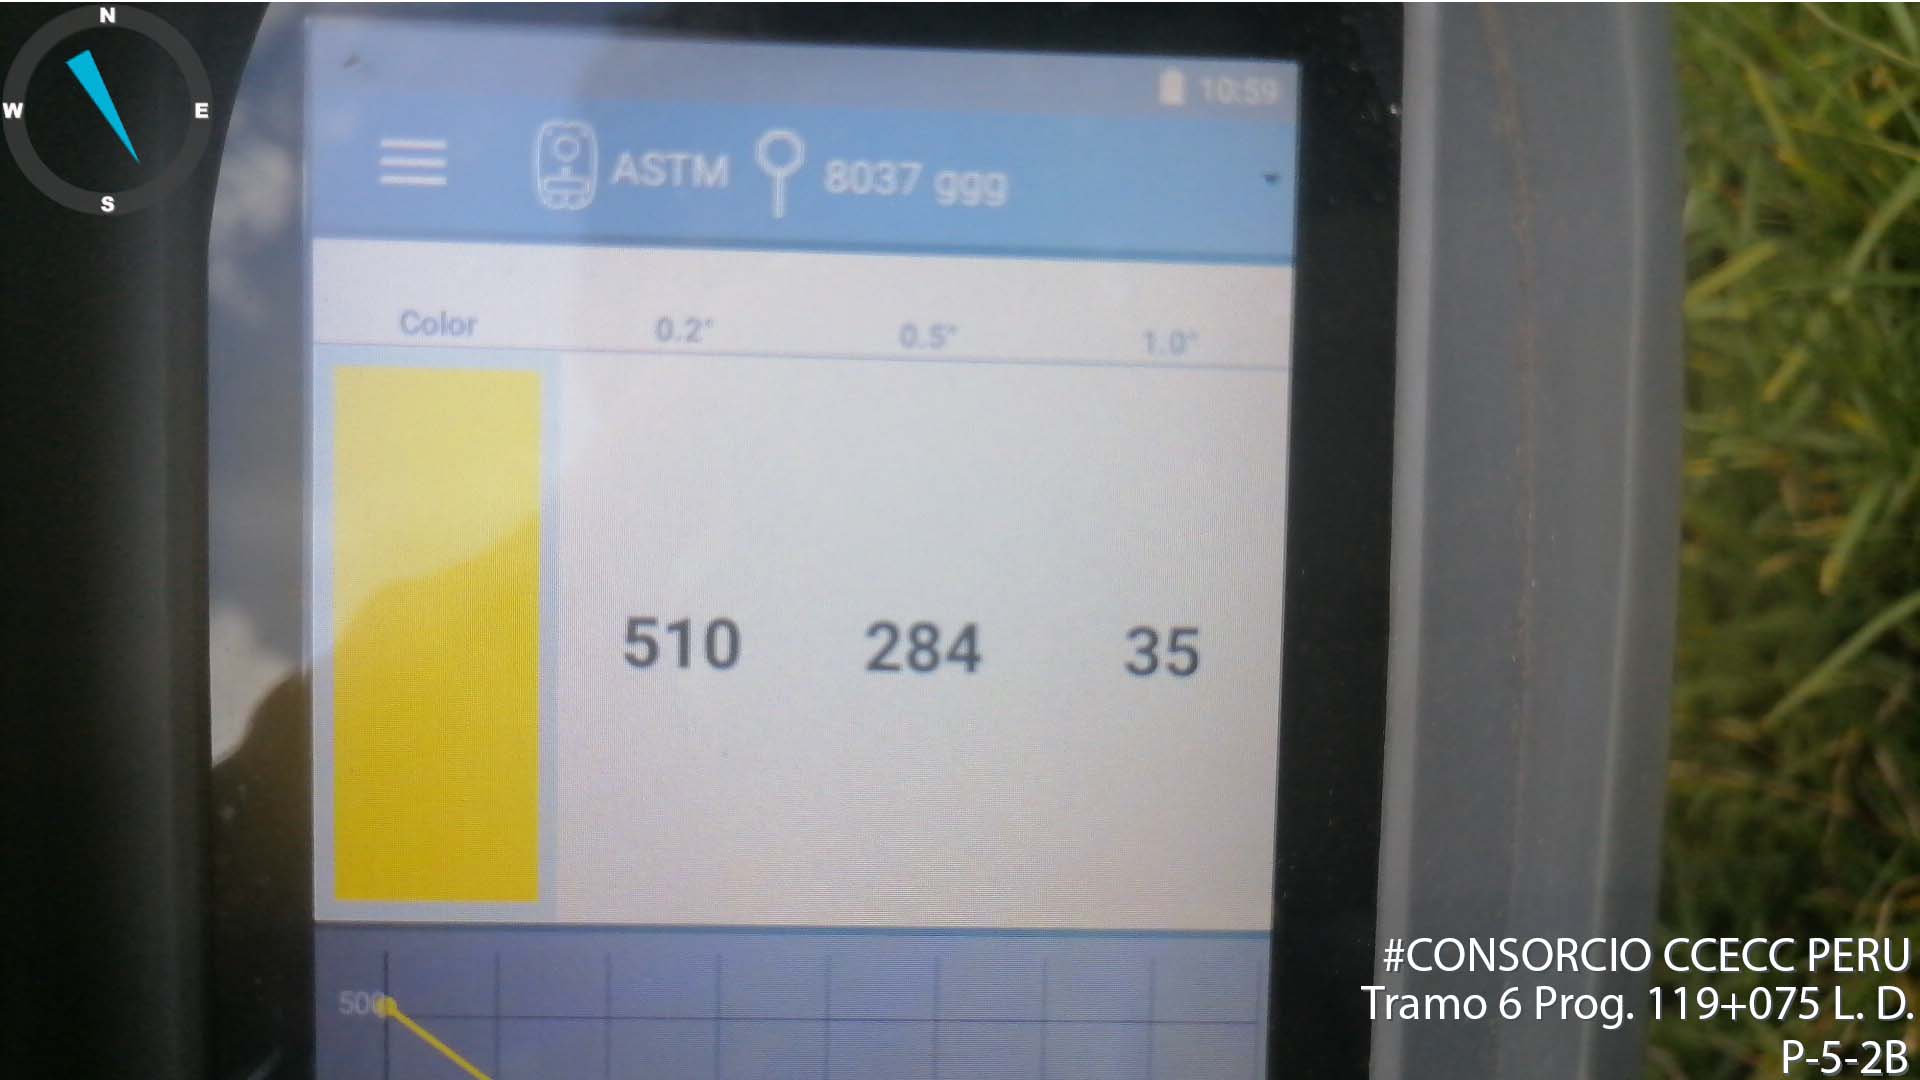 N
W E
S
10:59
ASTM 8037 ggg
Color 0.2° 0.5° 1.0°
510 284 35
500
#CONSORCIO CCECC PERU
Tramo 6 Prog. 119+075 L. D.
P-5-2B